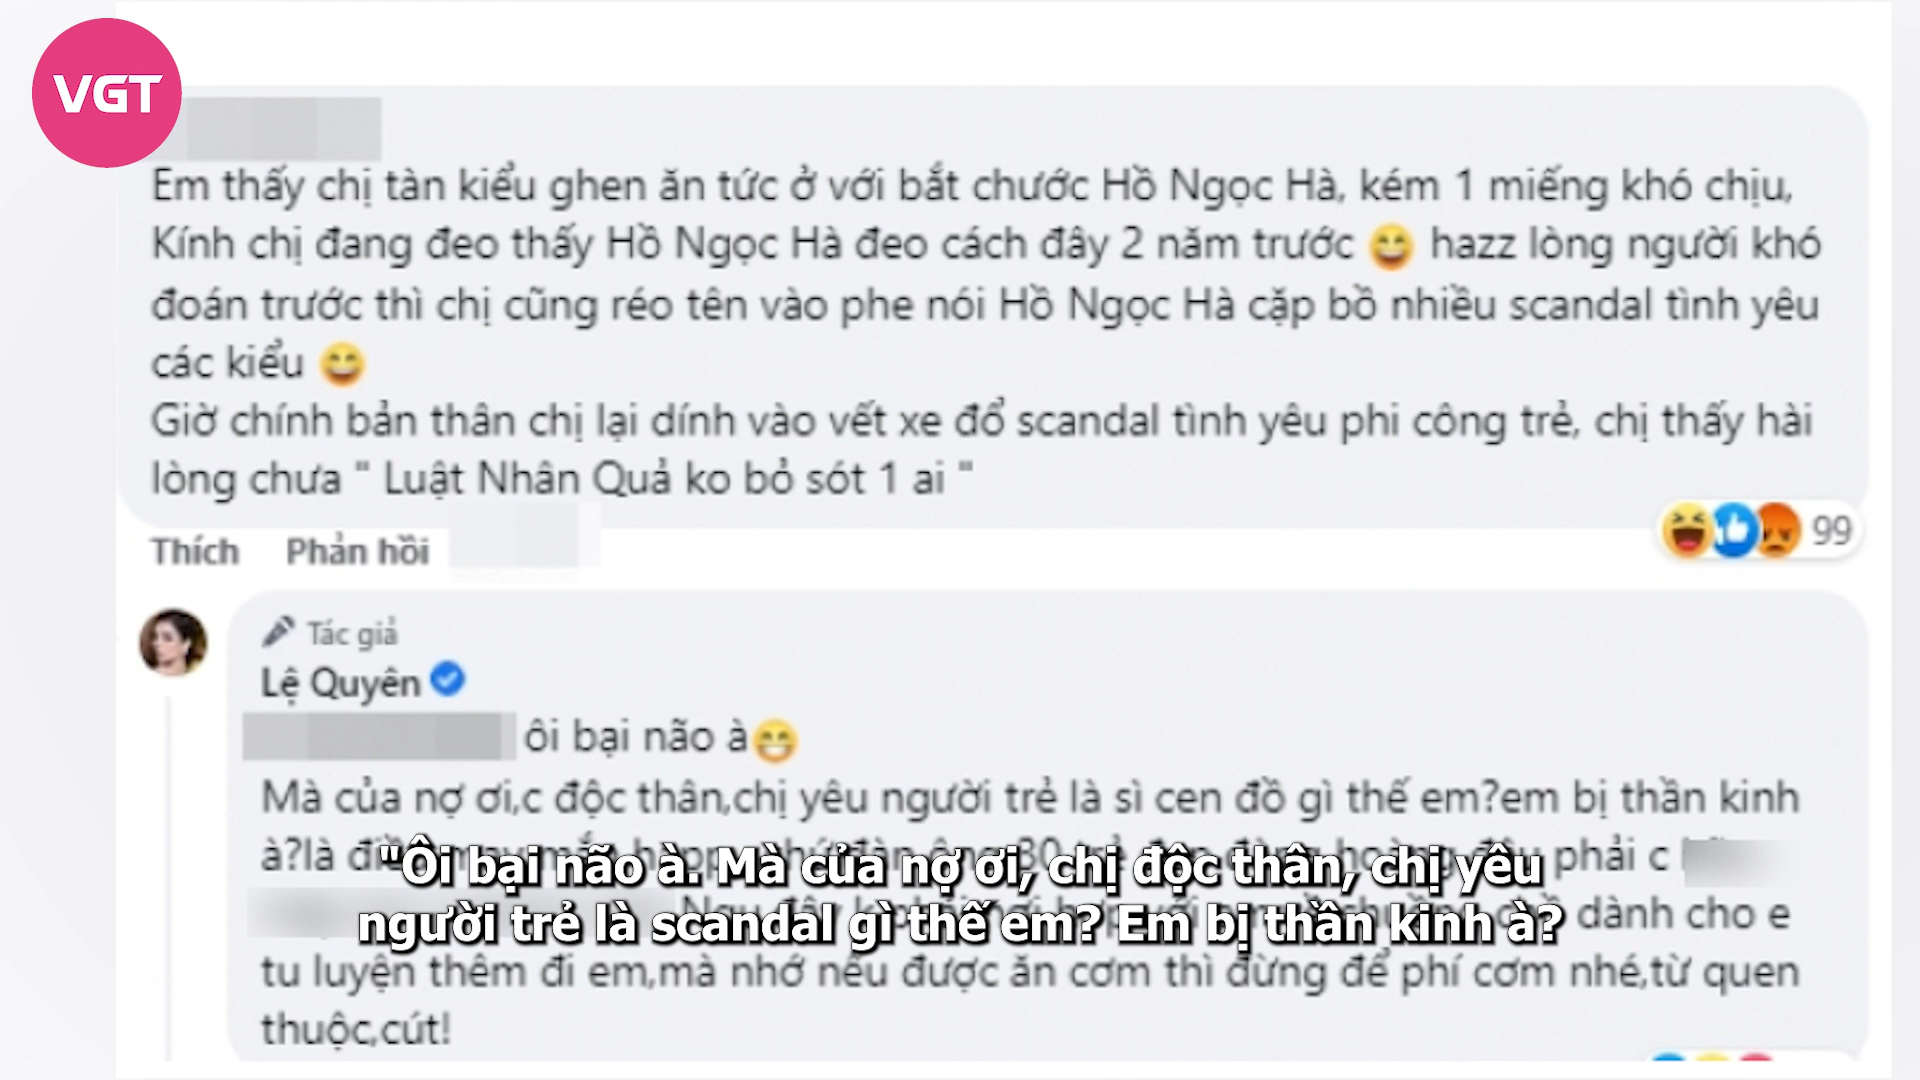 VGT
Em thấy chị tàn kiểu ghen ăn tức ở với bắt chước Hồ Ngọc Hà, kém 1 miếng khó chịu,
Kính chị đang đeo thấy Hồ Ngọc Hà đeo cách đây 2 năm trước 😄 hazz lòng người khó
đoán trước thì chị cũng réo tên vào phe nói Hồ Ngọc Hà cặp bồ nhiều scandal tình yêu
các kiểu 😄
Giờ chính bản thân chị lại dính vào vết xe đổ scandal tình yêu phi công trẻ, chị thấy hài
lòng chưa " Luật Nhân Quả ko bỏ sót 1 ai "
Thích Phản hồi
99
Tác giả
Lệ Quyên
ôi bại não à😁
Mà của nợ ơi,c độc thân,chị yêu người trẻ là sì cen đồ gì thế em?em bị thần kinh
à?là phải c
"Ôi bại não à. Mà của nợ ơi, chị độc thân, chị yêu
dành cho e
người trẻ là scandal gì thế em? Em bị thần kinh à?
tu luyện thêm đi em,mà nhớ nếu được ăn cơm thì đừng để phí cơm nhé,từ quen
thuộc,cút!